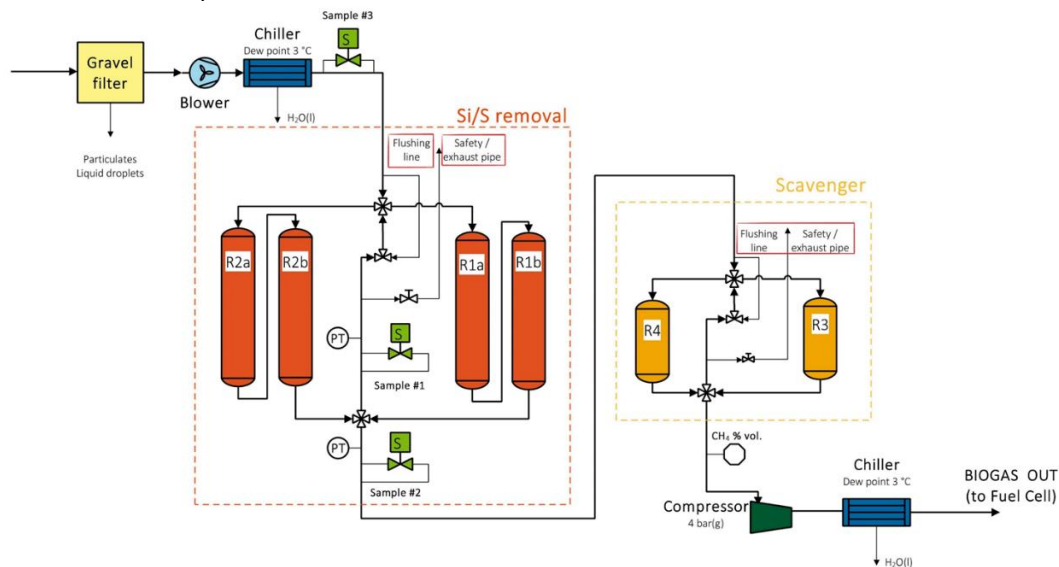 Sample #3
S
Chiller
Dew point 3 °C
Gravel
filter
Blower
H₂O(l)
Particulates
Liquid droplets
Si/S removal
Flushing
line
Safety /
exhaust pipe
R2a
R2b
R1a
R1b
PT
S
Sample #1
PT
S
Sample #2
Scavenger
Flushing
line
Safety /
exhaust pipe
R4
R3
CH₄ % vol.
Compressor
4 bar(g)
Chiller
Dew point 3 °C
H₂O(l)
BIOGAS OUT
(to Fuel Cell)